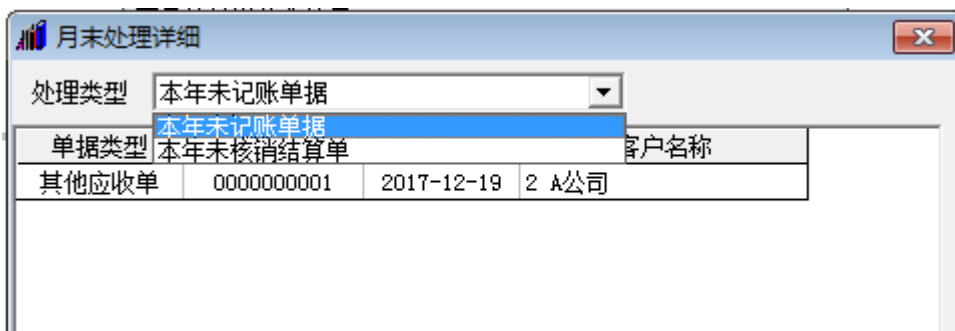 月末处理详细
处理类型 本年未记账单据
本年未记账单据
本年未核销结算单
单据类型 客户名称
其他应收单 0000000001 2017-12-19 2 A公司